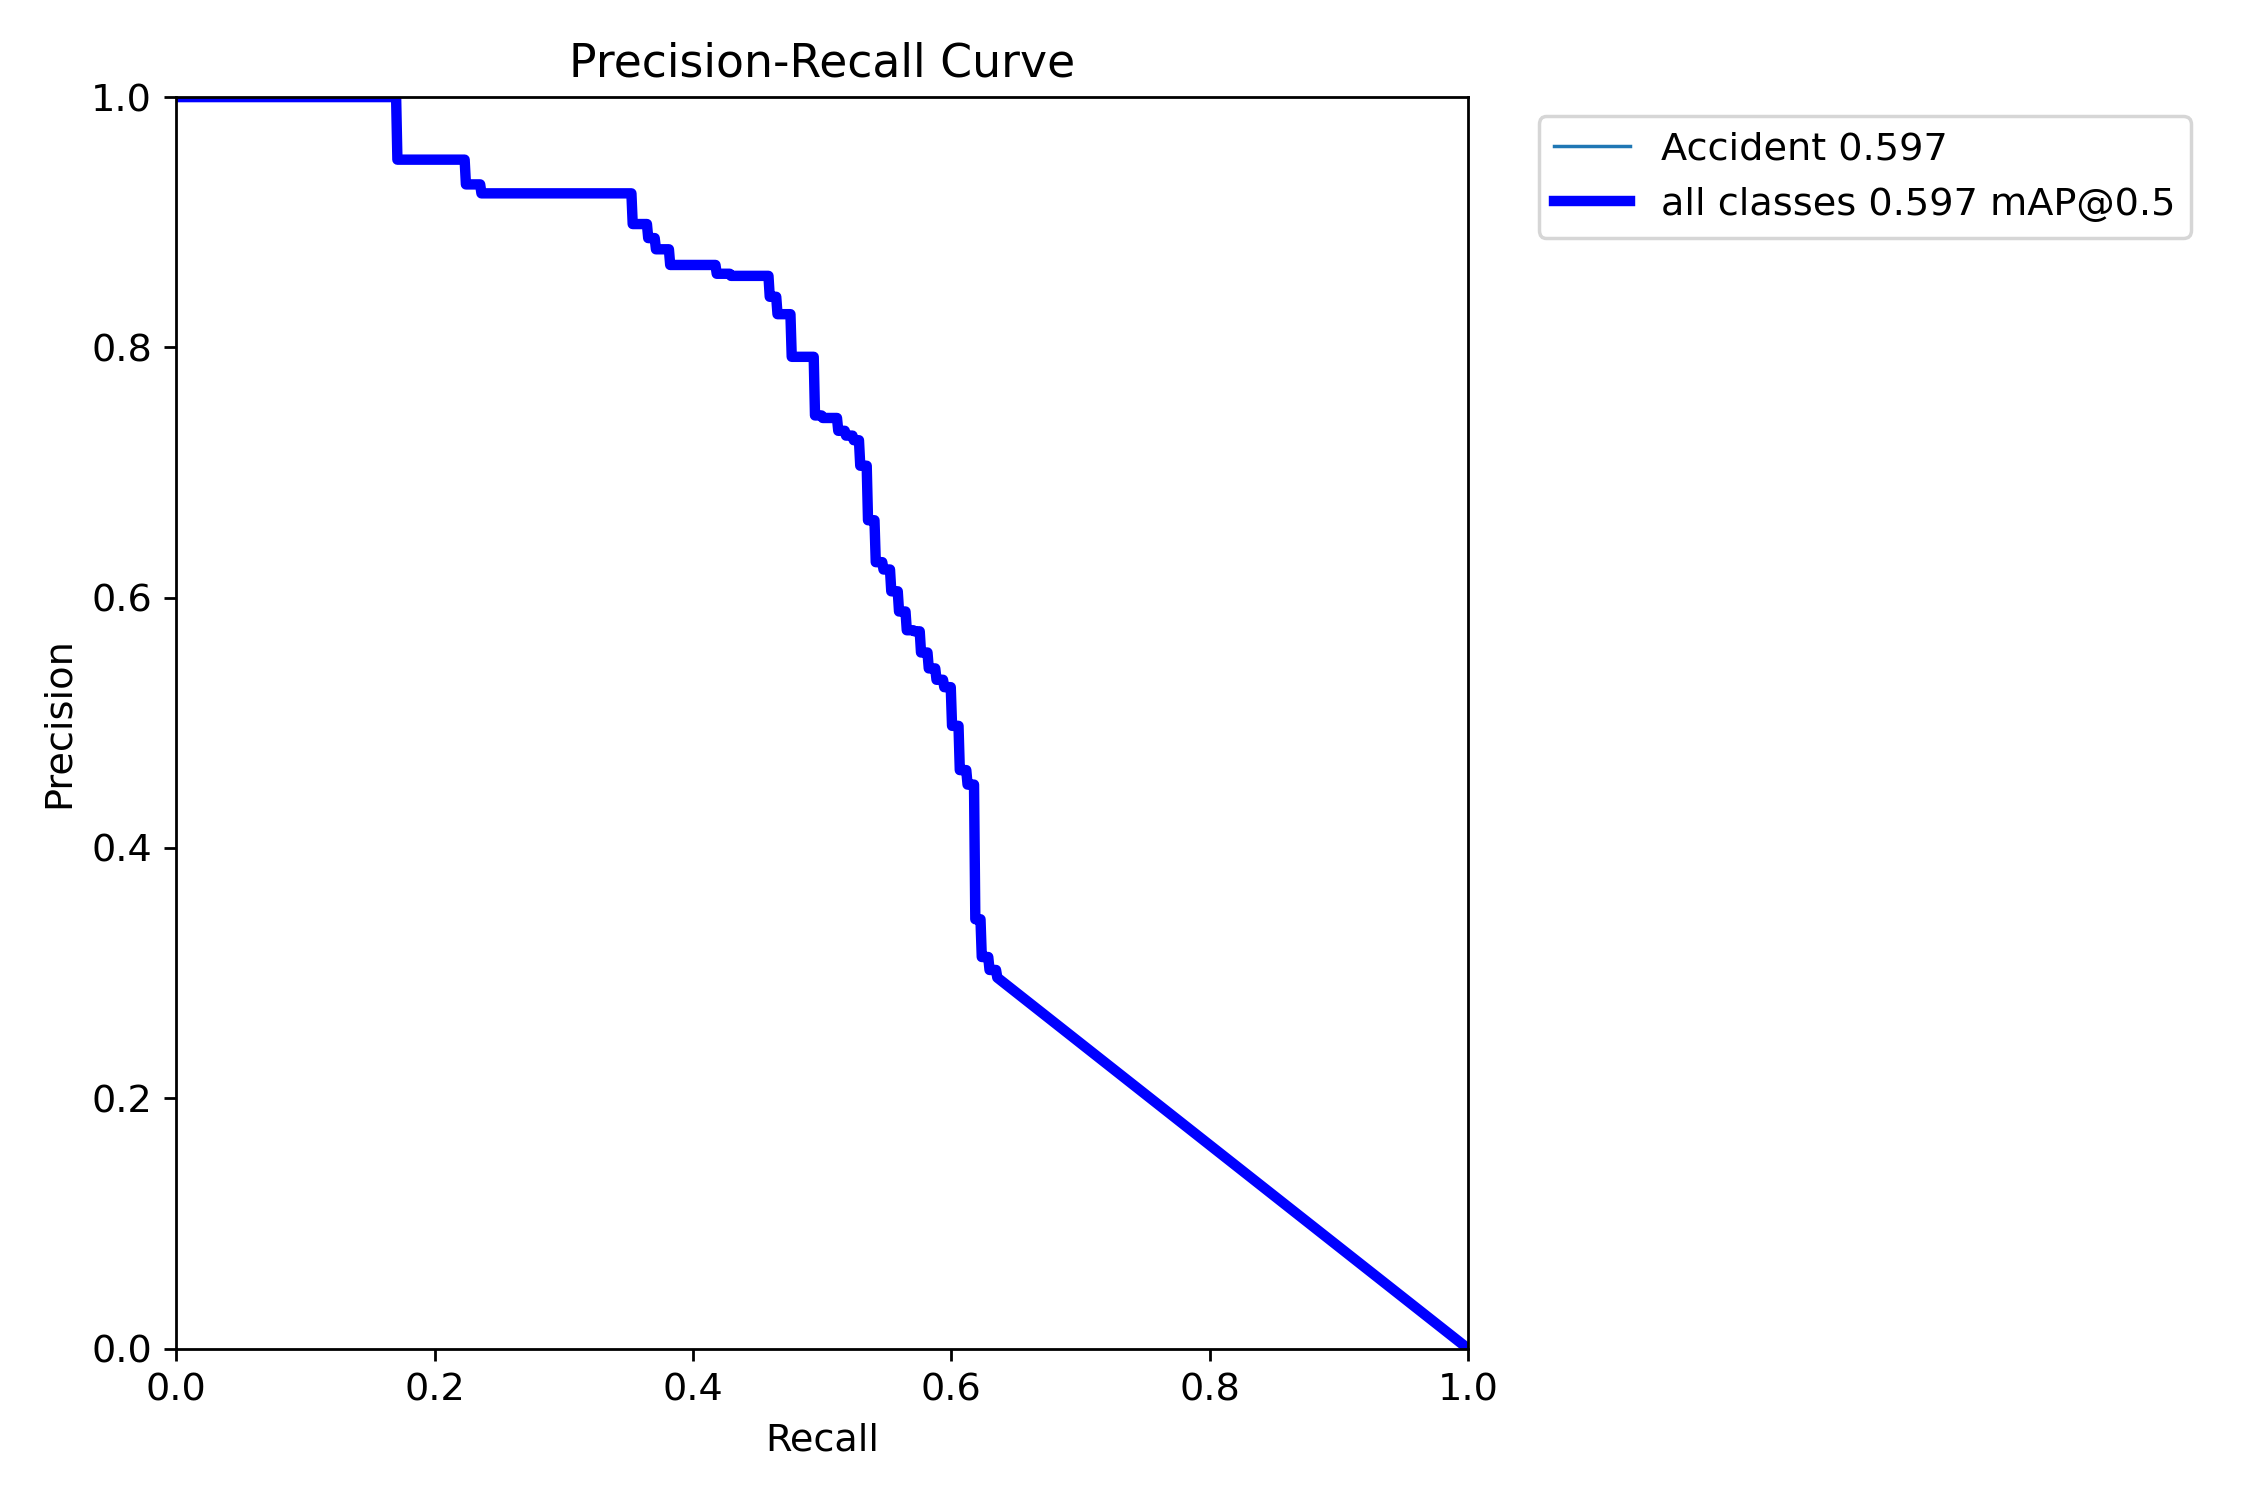 Precision-Recall Curve
1.0
0.8
0.6
0.4
0.2
0.0
Precision
0.0 0.2 0.4 0.6 0.8 1.0
Recall
Accident 0.597
all classes 0.597 mAP@0.5